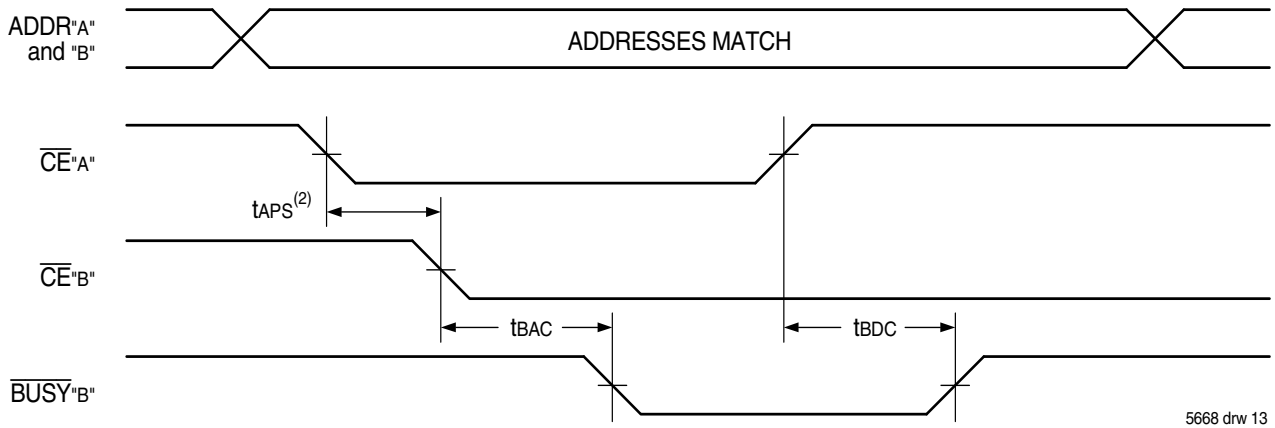 ADDR"A"
and "B"
ADDRESSES MATCH
CE"A"
tAPS(2)
CE"B"
tBAC
tBDC
BUSY"B"
5668 drw 13